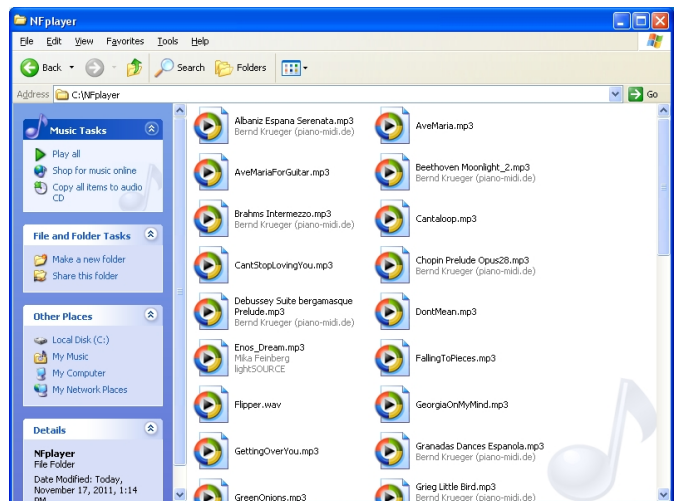 NFplayer
File Edit View Favorites Tools Help
Back Search Folders
Address C:\NFplayer Go
Music Tasks
Play all
Shop for music online
Copy all items to audio
CD
File and Folder Tasks
Make a new folder
Share this folder
Other Places
Local Disk (C:)
My Music
My Computer
My Network Places
Details
NFplayer
File Folder
Date Modified: Today,
November 17, 2011, 1:14
PM
Albaniz Espana Serenata.mp3
Bernd Krueger (piano-midi.de)
AveMaria.mp3
AveMariaForGuitar.mp3
Beethoven Moonlight_2.mp3
Bernd Krueger (piano-midi.de)
Brahms Intermezzo.mp3
Bernd Krueger (piano-midi.de)
Cantaloop.mp3
CantStopLovingYou.mp3
Chopin Prelude Opus28.mp3
Bernd Krueger (piano-midi.de)
Debussey Suite bergamasque
Prelude.mp3
Bernd Krueger (piano-midi.de)
DontMean.mp3
Enos_Dream.mp3
Mika Feinberg
lightSOURCE
FallingToPieces.mp3
Flipper.wav
GeorgiaOnMyMind.mp3
GettingOverYou.mp3
Granadas Dances Espanola.mp3
Bernd Krueger (piano-midi.de)
GreenOnions.mp3
Grieg Little Bird.mp3
Bernd Krueger (piano-midi.de)